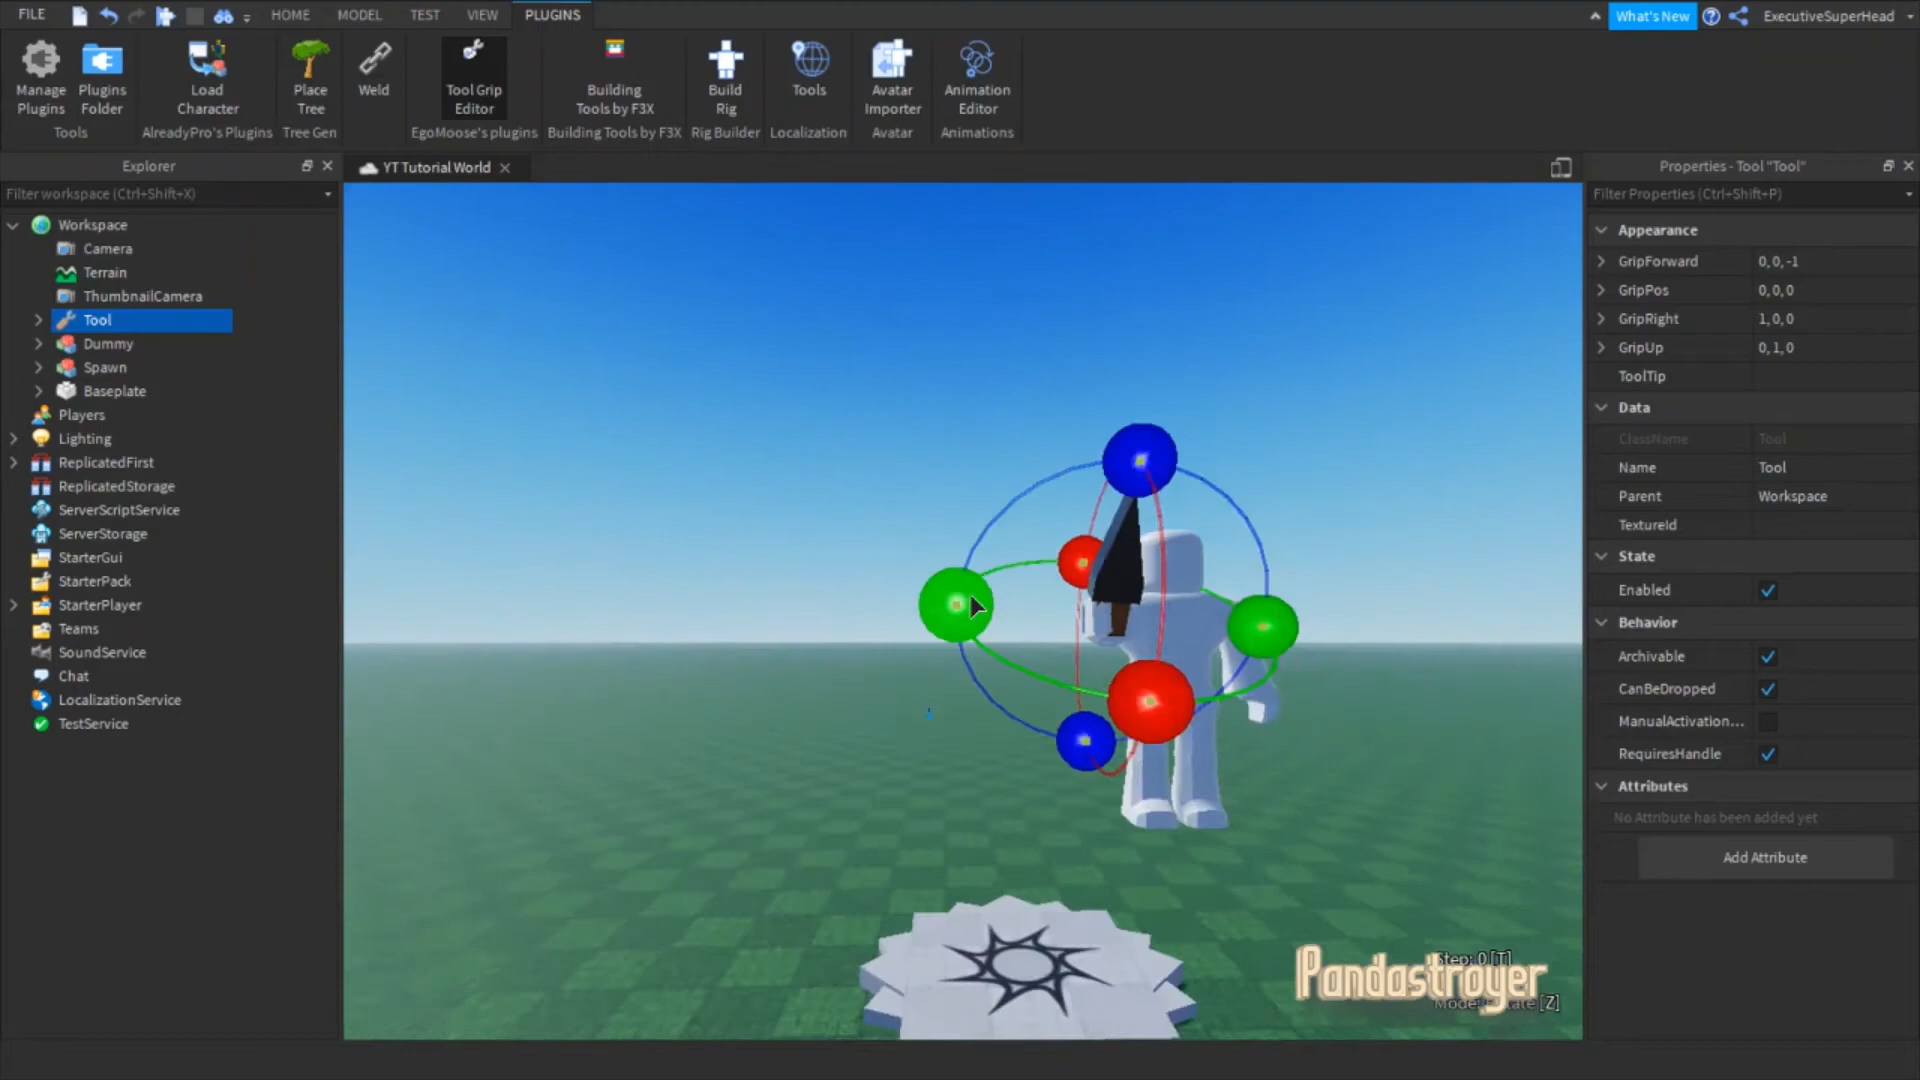 FILE HOME MODEL TEST VIEW PLUGINS What's New ExecutiveSuperHead
Manage Plugins
Plugins Folder
Load Character
Place Tree
Weld
Tool Grip Editor
Building Tools by F3X
Build Rig
Tools
Avatar Importer
Animation Editor
Tools AlreadyPro's Plugins Tree Gen EgoMoose's plugins Building Tools by F3X Rig Builder Localization Avatar Animations
Explorer
Filter workspace (Ctrl+Shift+X)
Workspace
Camera
Terrain
ThumbnailCamera
Tool
Dummy
Spawn
Baseplate
Players
Lighting
ReplicatedFirst
ReplicatedStorage
ServerScriptService
ServerStorage
StarterGui
StarterPack
StarterPlayer
Teams
SoundService
Chat
LocalizationService
TestService
YT Tutorial World
Step: 0 [T]
Pandastroyer
[Z]
Properties - Tool "Tool"
Filter Properties (Ctrl+Shift+P)
Appearance
GripForward 0, 0, -1
GripPos 0, 0, 0
GripRight 1, 0, 0
GripUp 0, 1, 0
ToolTip
Data
ClassName Tool
Name Tool
Parent Workspace
TextureId
State
Enabled
Behavior
Archivable
CanBeDropped
ManualActivation...
RequiresHandle
Attributes
No Attribute has been added yet
Add Attribute